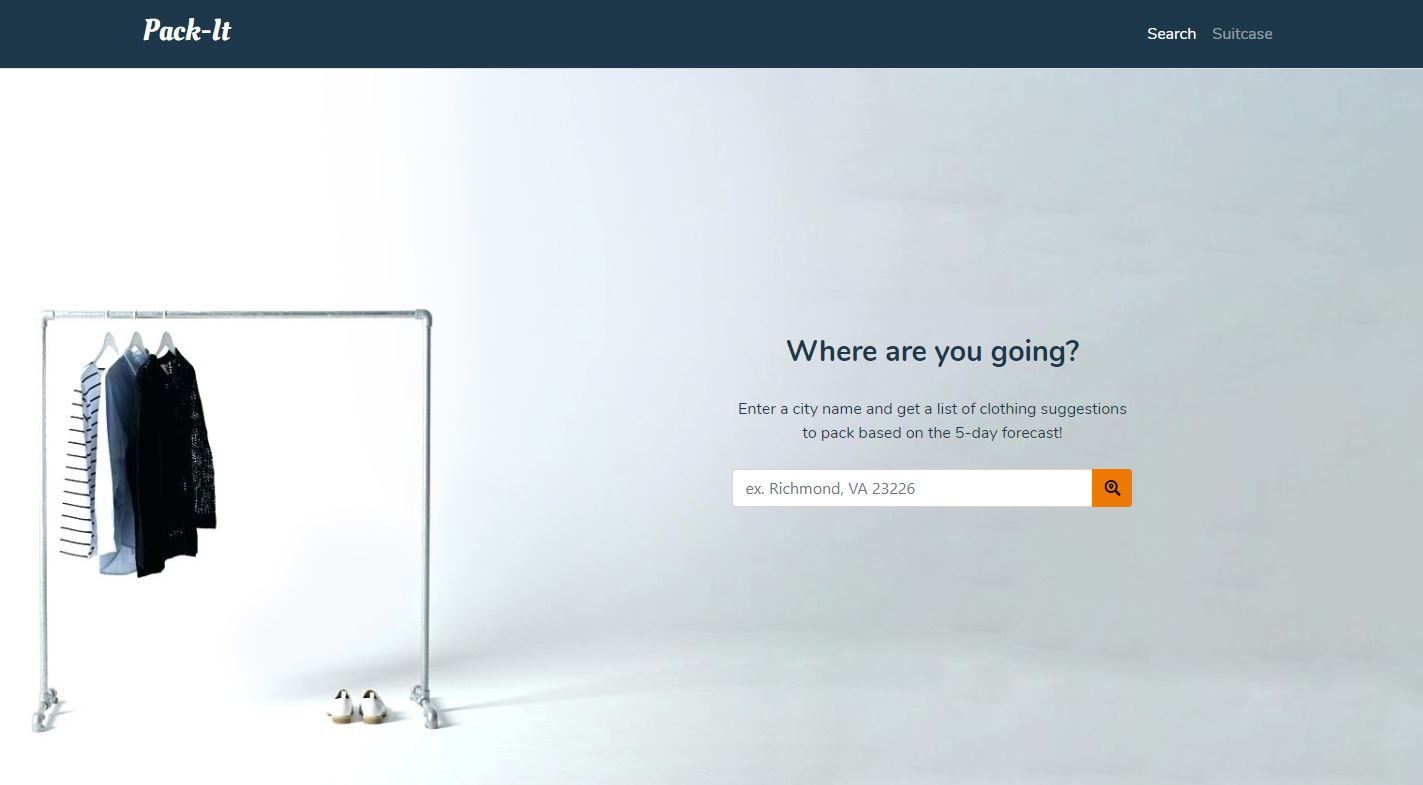 Pack-It
Search
Suitcase
Where are you going?
Enter a city name and get a list of clothing suggestions
to pack based on the 5-day forecast!
ex. Richmond, VA 23226